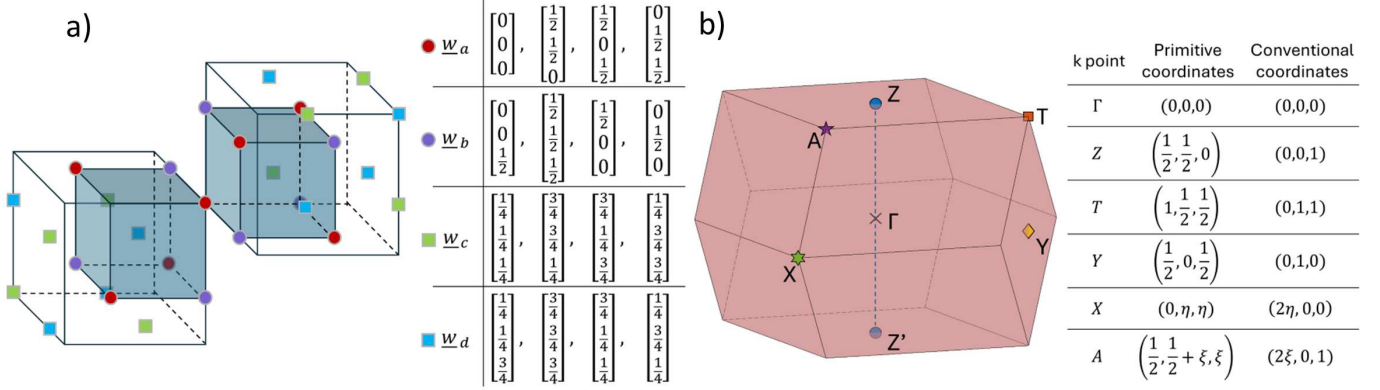 a)
w a [0 0 0], [1/2 1/2 0], [1/2 0 1/2], [0 1/2 1/2]
w b [0 0 1/2], [1/2 1/2 1/2], [1/2 0 0], [0 1/2 0]
w c [1/4 1/4 1/4], [3/4 3/4 1/4], [3/4 1/4 3/4], [1/4 3/4 3/4]
w d [1/4 1/4 3/4], [3/4 3/4 3/4], [3/4 1/4 1/4], [1/4 3/4 1/4]
b)
Z
A
T
Γ
Y
X
Z'
k point Primitive coordinates Conventional coordinates
Γ (0,0,0) (0,0,0)
Z (1/2, 1/2, 0) (0,0,1)
T (1, 1/2, 1/2) (0,1,1)
Y (1/2, 0, 1/2) (0,1,0)
X (0, η, η) (2η, 0,0)
A (1/2, 1/2 + ξ, ξ) (2ξ, 0, 1)